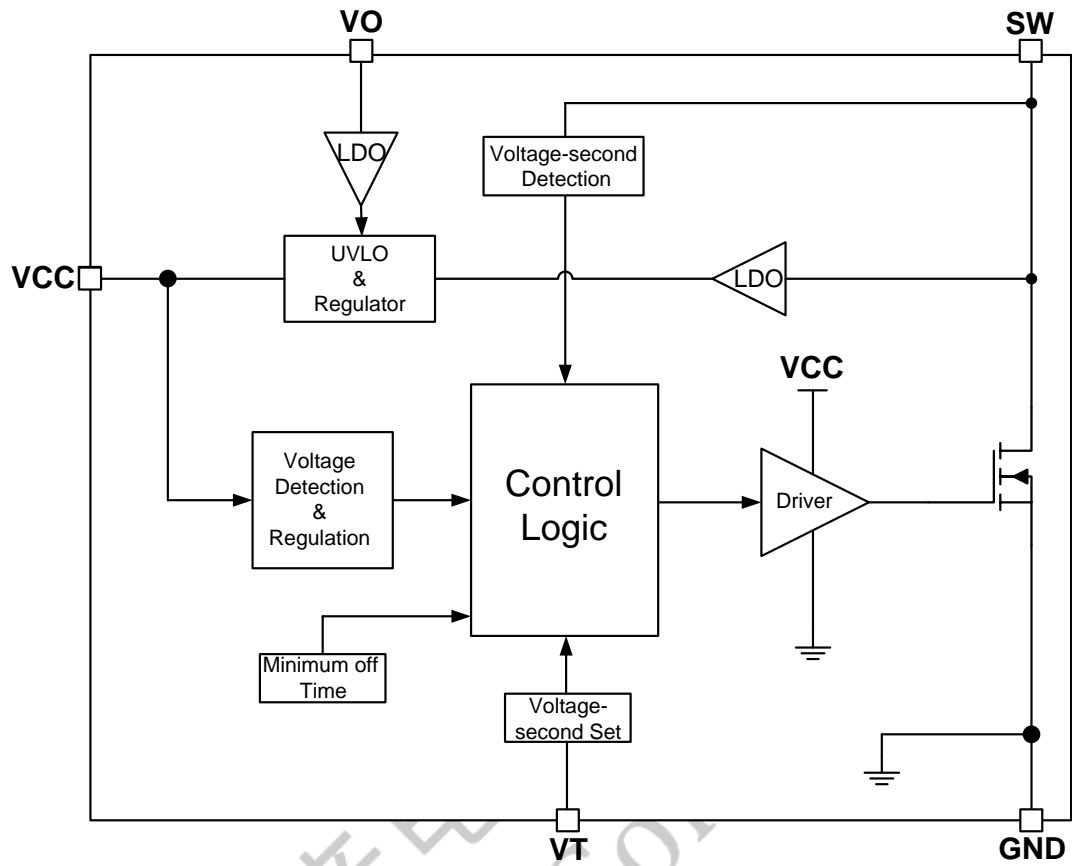 VO
SW
LDO
Voltage-second
Detection
UVLO
&
Regulator
VCC
LDO
VCC
Voltage
Detection
&
Regulation
Control
Logic
Driver
Minimum off
Time
Voltage-
second Set
VT
GND